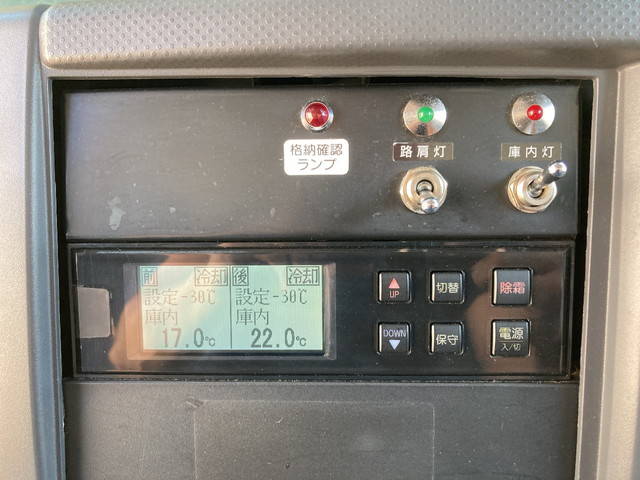 格納確認
ランプ
路肩灯
庫内灯
前 冷却 後 冷却
設定-30℃ 設定-30℃
庫内 庫内
17.0℃ 22.0℃
▲
UP
切替
除霜
DOWN
▼
保守
電源
入/切